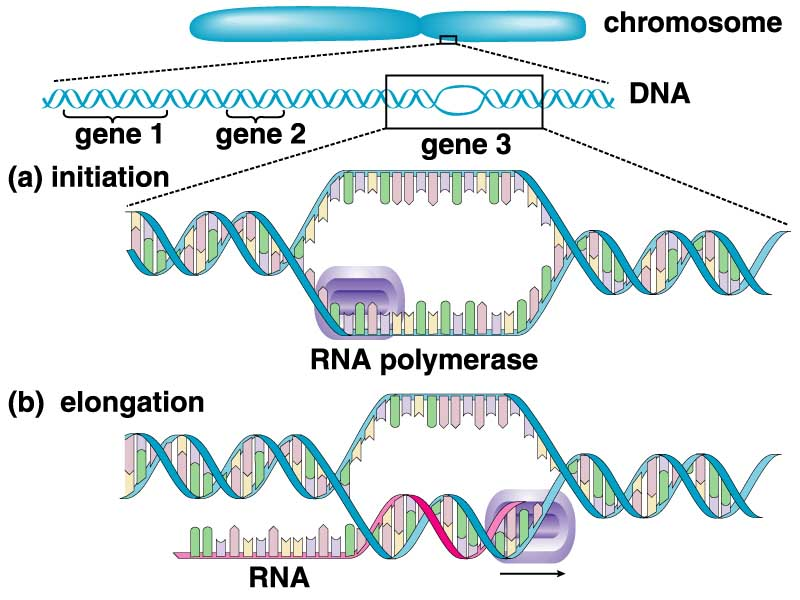 chromosome
DNA
gene 1
gene 2
gene 3
(a) initiation
RNA polymerase
(b) elongation
RNA